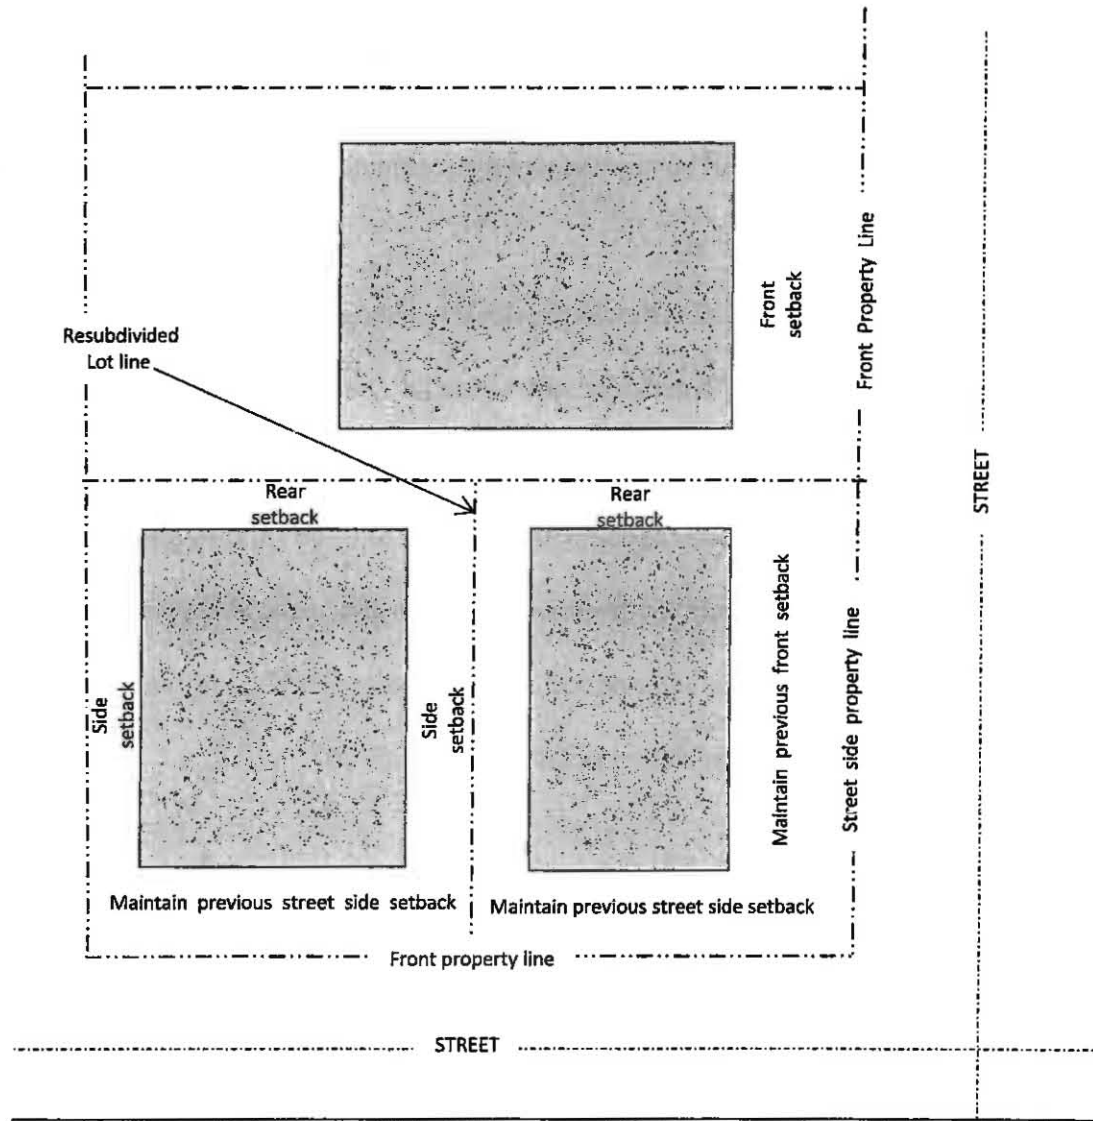 Front Property Line
Front
setback
Resubdivided
Lot line
STREET
Rear
setback
Rear
setback
Side
setback
Side
setback
Maintain previous front setback
Street side property line
Maintain previous street side setback
Maintain previous street side setback
Front property line
STREET